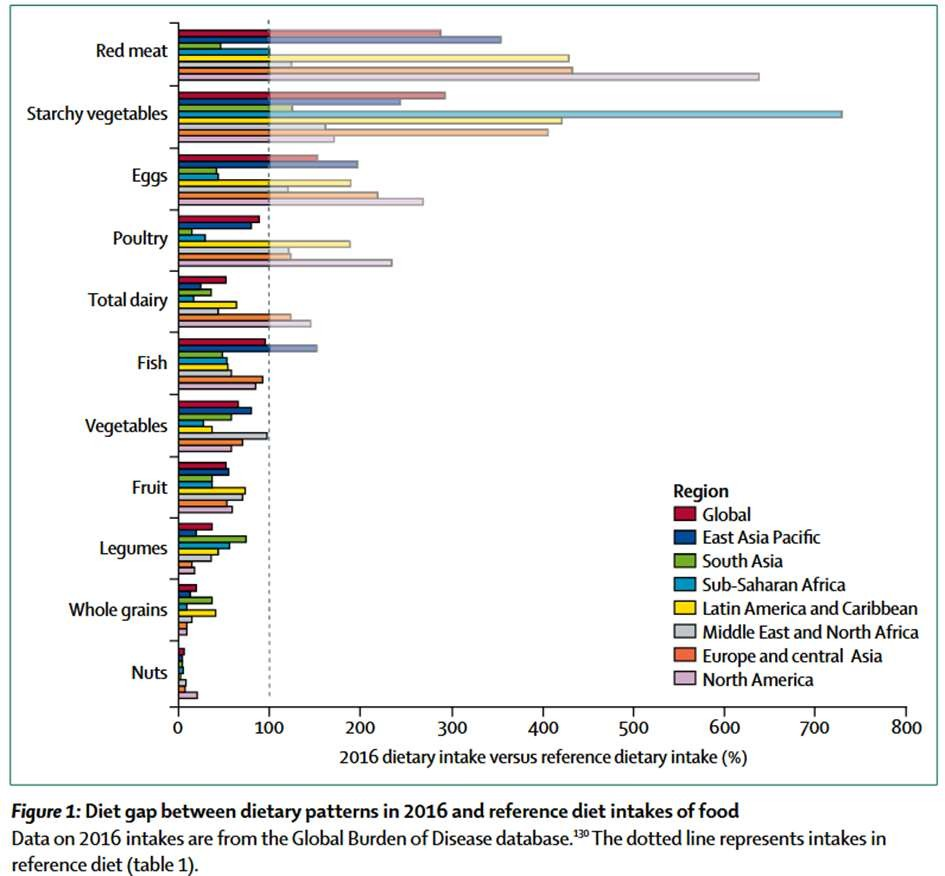 Red meat
Starchy vegetables
Eggs
Poultry
Total dairy
Fish
Vegetables
Fruit
Legumes
Whole grains
Nuts
Region
Global
East Asia Pacific
South Asia
Sub-Saharan Africa
Latin America and Caribbean
Middle East and North Africa
Europe and central Asia
North America
0 100 200 300 400 500 600 700 800
2016 dietary intake versus reference dietary intake (%)
Figure 1: Diet gap between dietary patterns in 2016 and reference diet intakes of food
Data on 2016 intakes are from the Global Burden of Disease database.¹³⁰ The dotted line represents intakes in
reference diet (table 1).